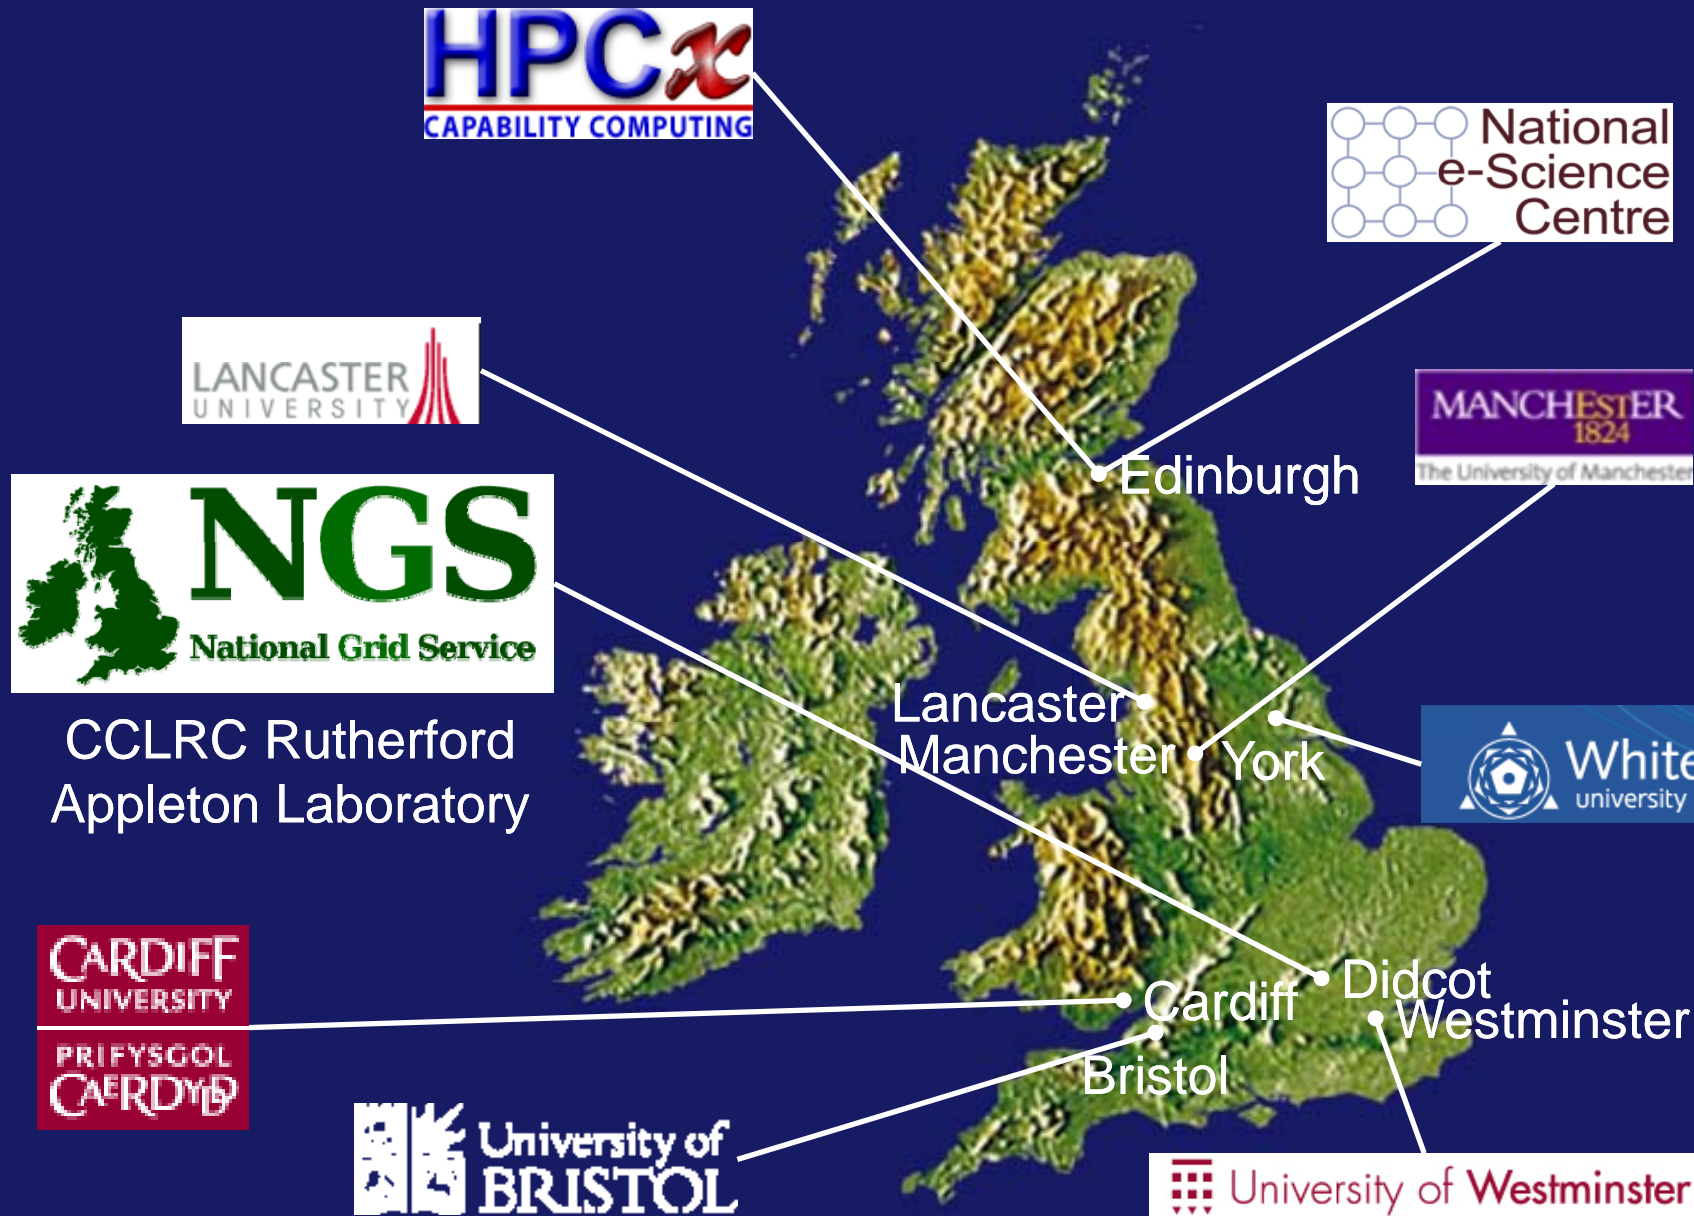 HPCx
CAPABILITY COMPUTING
National
e-Science
Centre
LANCASTER
UNIVERSITY
MANCHESTER
1824
The University of Manchester
Edinburgh
NGS
National Grid Service
CCLRC Rutherford
Appleton Laboratory
Lancaster
Manchester
York
White
university
CARDIFF
UNIVERSITY
PRIFYSGOL
CAERDYDD
Didcot
Cardiff
Westminster
Bristol
University of
BRISTOL
University of Westminster